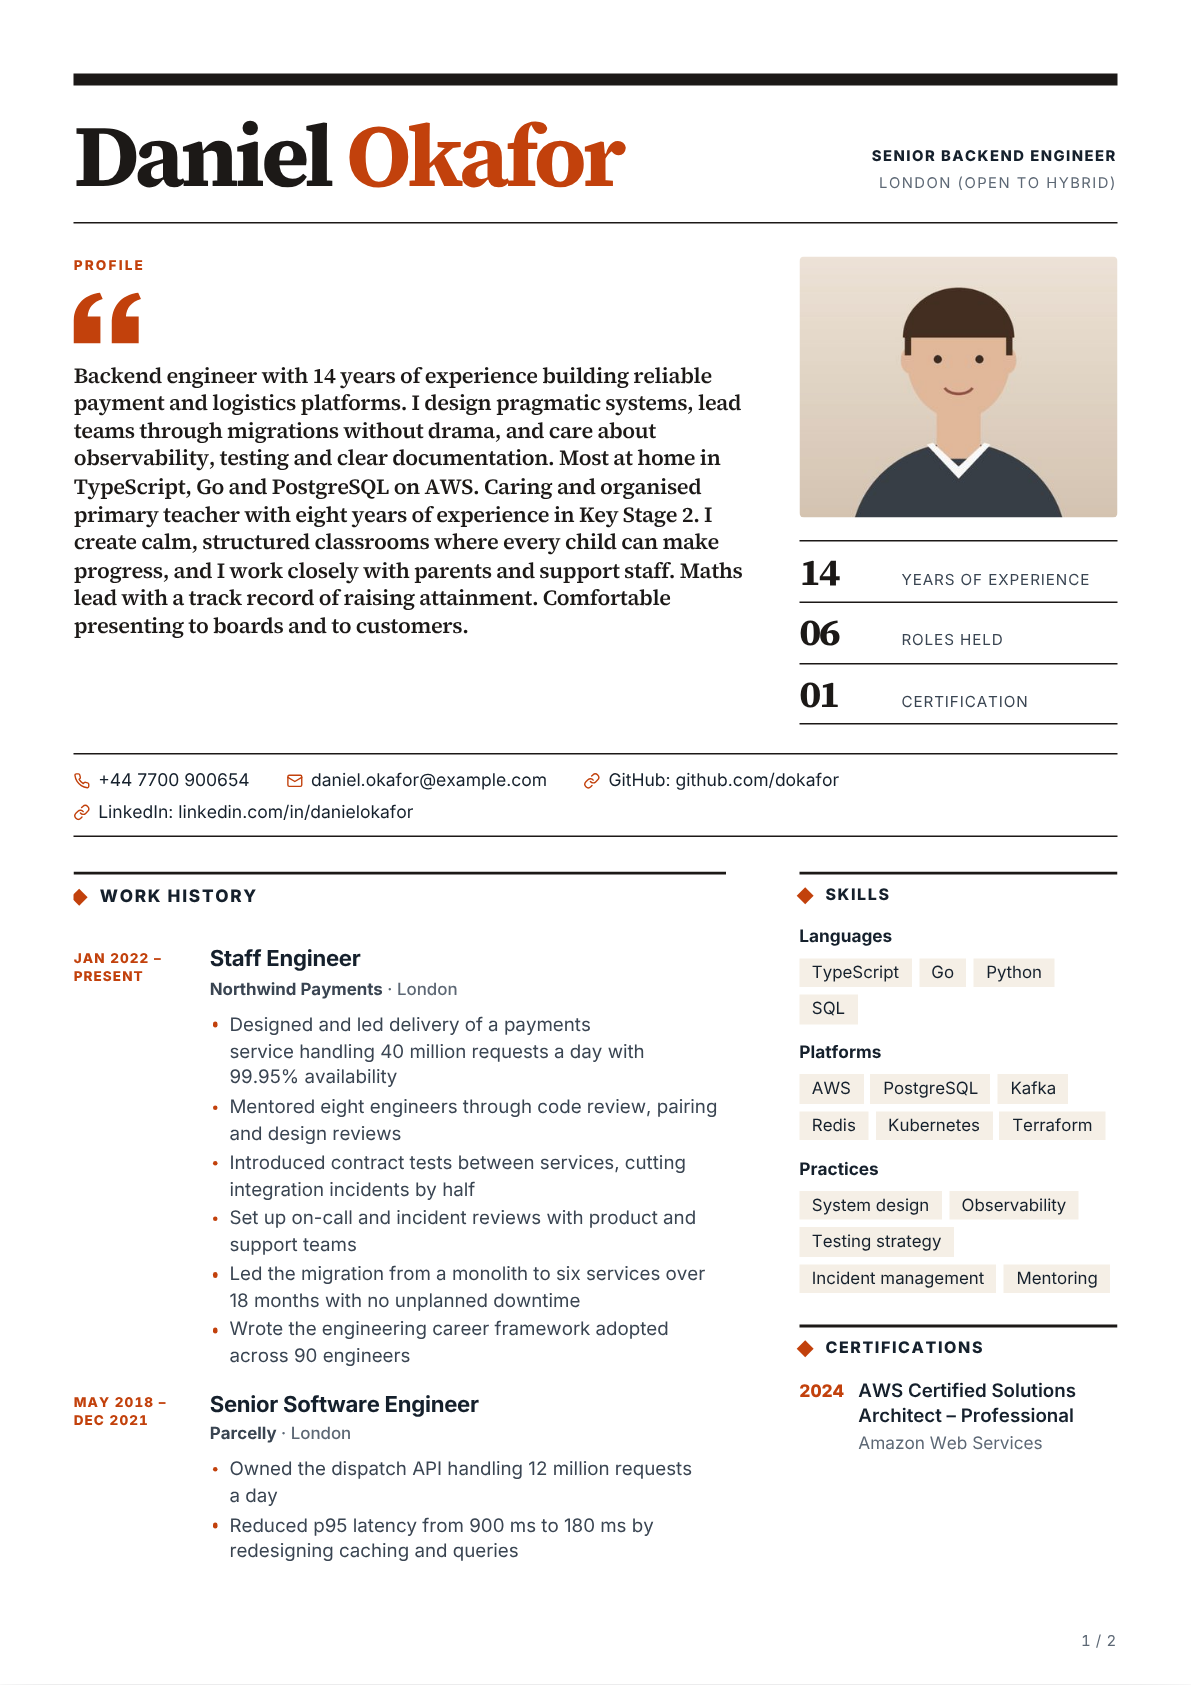 Daniel Okafor
SENIOR BACKEND ENGINEER
LONDON (OPEN TO HYBRID)
PROFILE
“
Backend engineer with 14 years of experience building reliable
payment and logistics platforms. I design pragmatic systems, lead
teams through migrations without drama, and care about
observability, testing and clear documentation. Most at home in
TypeScript, Go and PostgreSQL on AWS. Caring and organised
primary teacher with eight years of experience in Key Stage 2. I
create calm, structured classrooms where every child can make
progress, and I work closely with parents and support staff. Maths
lead with a track record of raising attainment. Comfortable
presenting to boards and to customers.
14 YEARS OF EXPERIENCE
06 ROLES HELD
01 CERTIFICATION
+44 7700 900654 daniel.okafor@example.com GitHub: github.com/dokafor
LinkedIn: linkedin.com/in/danielokafor
WORK HISTORY
JAN 2022 –
PRESENT
Staff Engineer
Northwind Payments · London
• Designed and led delivery of a payments
service handling 40 million requests a day with
99.95% availability
• Mentored eight engineers through code review, pairing
and design reviews
• Introduced contract tests between services, cutting
integration incidents by half
• Set up on-call and incident reviews with product and
support teams
• Led the migration from a monolith to six services over
18 months with no unplanned downtime
• Wrote the engineering career framework adopted
across 90 engineers
MAY 2018 –
DEC 2021
Senior Software Engineer
Parcelly · London
• Owned the dispatch API handling 12 million requests
a day
• Reduced p95 latency from 900 ms to 180 ms by
redesigning caching and queries
SKILLS
Languages
TypeScript Go Python
SQL
Platforms
AWS PostgreSQL Kafka
Redis Kubernetes Terraform
Practices
System design Observability
Testing strategy
Incident management Mentoring
CERTIFICATIONS
2024 AWS Certified Solutions
Architect – Professional
Amazon Web Services
1 / 2